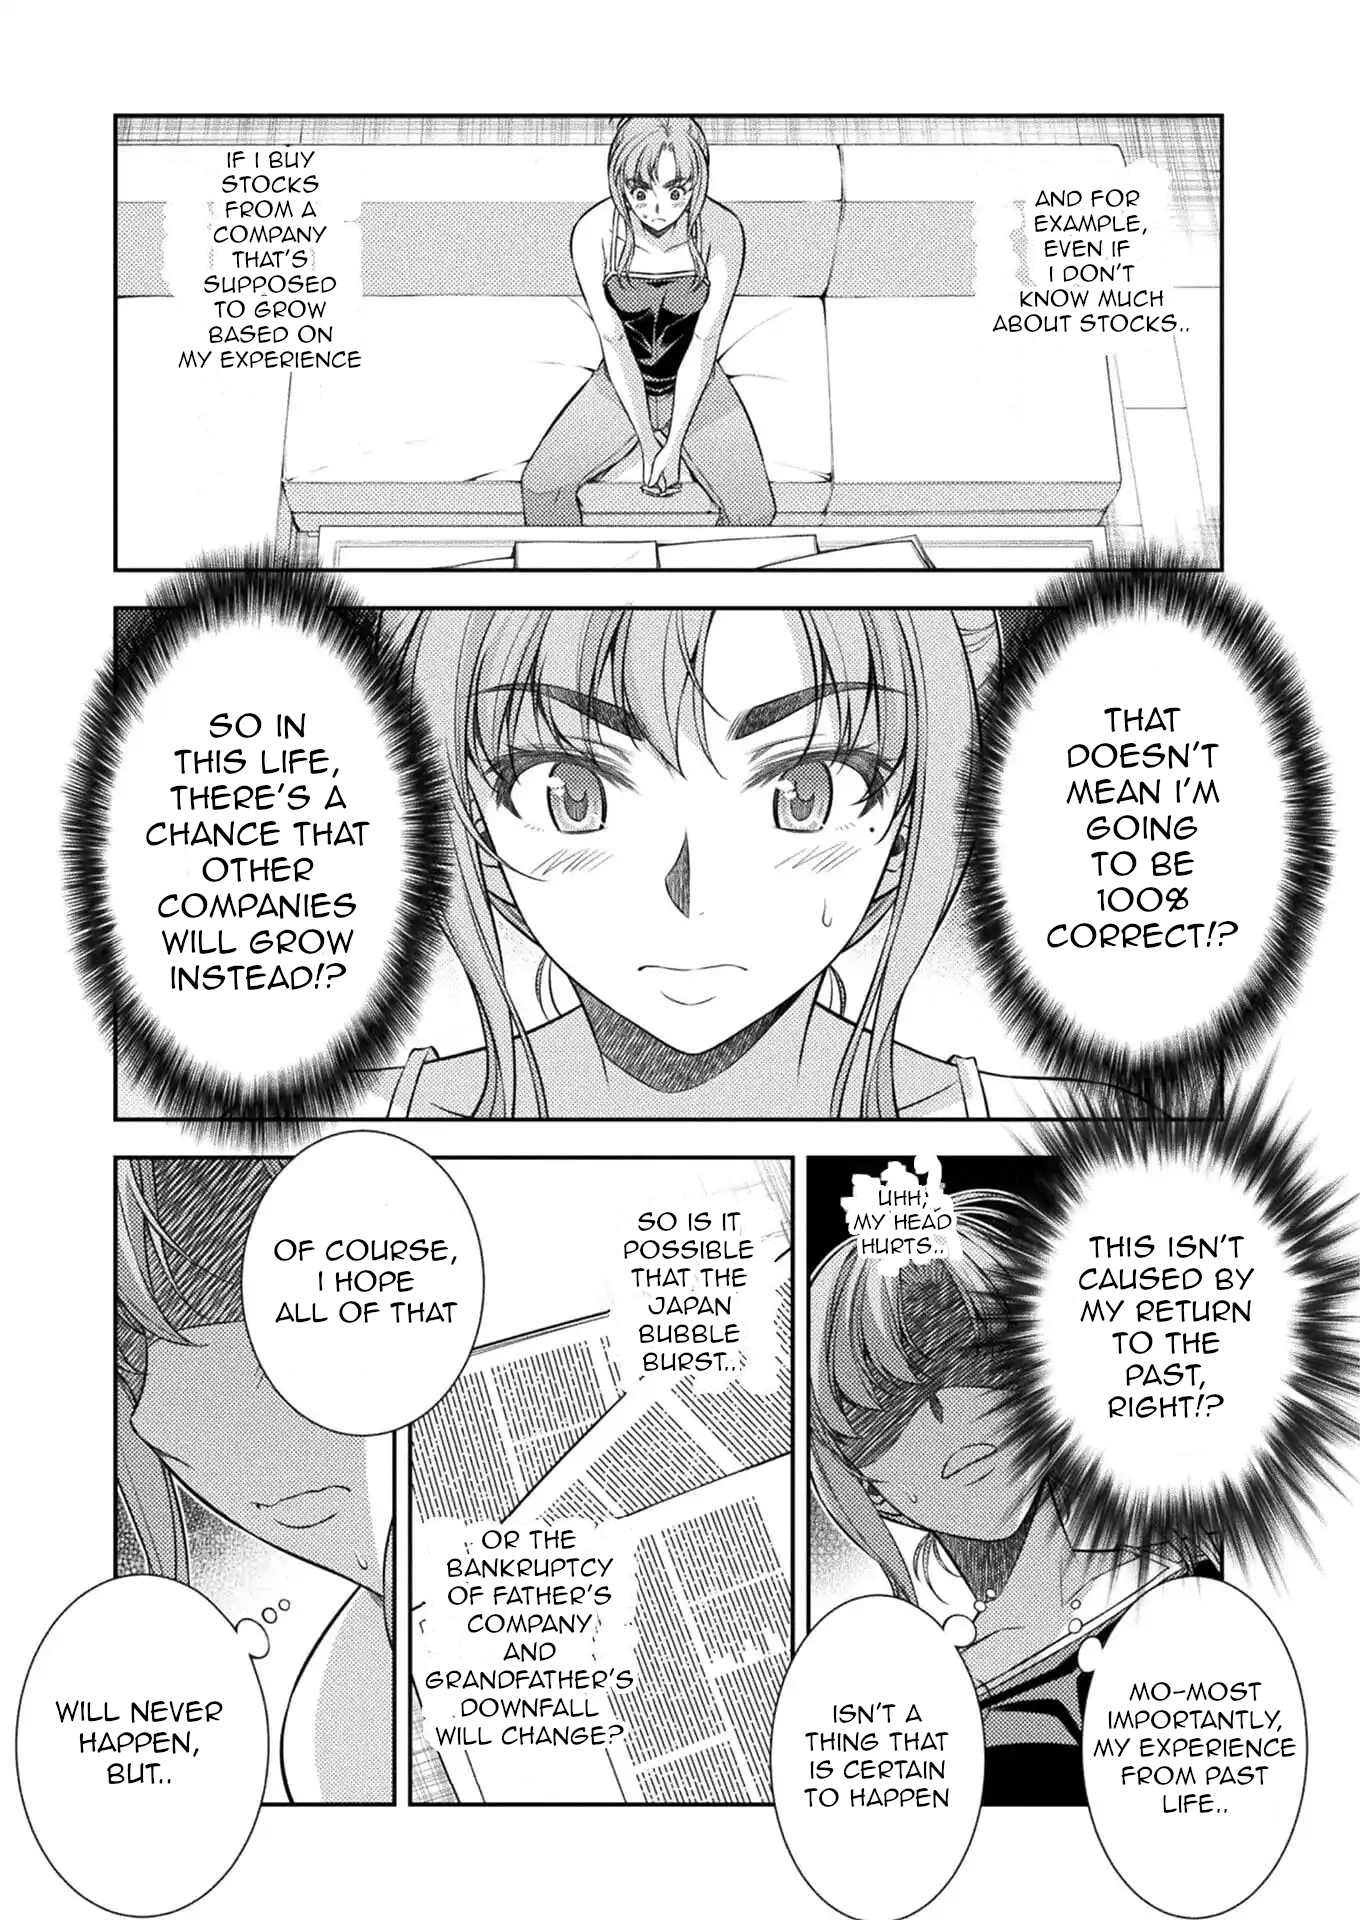 AND FOR
EXAMPLE,
EVEN IF
I DON'T
KNOW MUCH
ABOUT STOCKS..
IF I BUY
STOCKS
FROM A
COMPANY
THAT'S
SUPPOSED
TO GROW
BASED ON
MY EXPERIENCE
THAT
DOESN'T
MEAN I'M
GOING
TO BE
100%
CORRECT!?
SO IN
THIS LIFE,
THERE'S A
CHANCE THAT
OTHER
COMPANIES
WILL GROW
INSTEAD!?
THIS ISN'T
CAUSED BY
MY RETURN
TO THE
PAST,
RIGHT!?
UHH,
MY HEAD
HURTS..
MO-MOST
IMPORTANTLY,
MY EXPERIENCE
FROM PAST
LIFE..
ISN'T A
THING THAT
IS CERTAIN
TO HAPPEN
SO IS IT
POSSIBLE
THAT THE
JAPAN
BUBBLE
BURST..
OR THE
BANKRUPTCY
OF FATHER'S
COMPANY
AND
GRANDFATHER'S
DOWNFALL
WILL CHANGE?
OF COURSE,
I HOPE
ALL OF THAT
WILL NEVER
HAPPEN,
BUT..